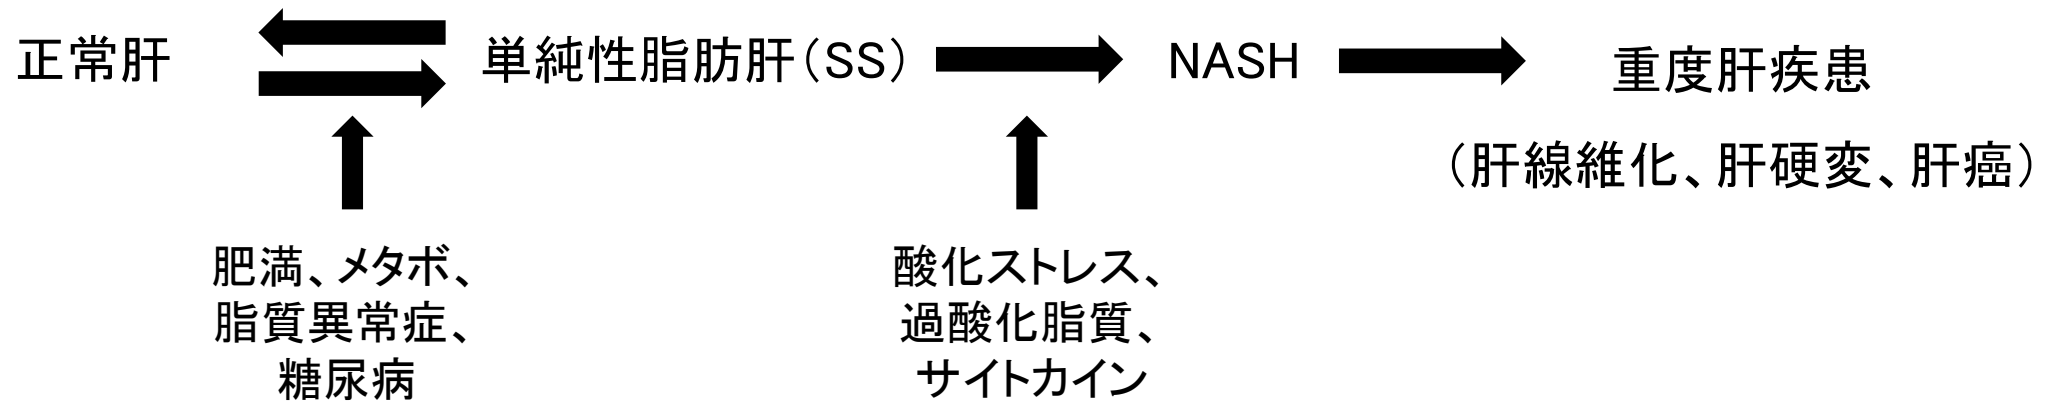 正常肝
単純性脂肪肝（SS）
NASH
重度肝疾患
（肝線維化、肝硬変、肝癌）
肥満、メタボ、
脂質異常症、
糖尿病
酸化ストレス、
過酸化脂質、
サイトカイン